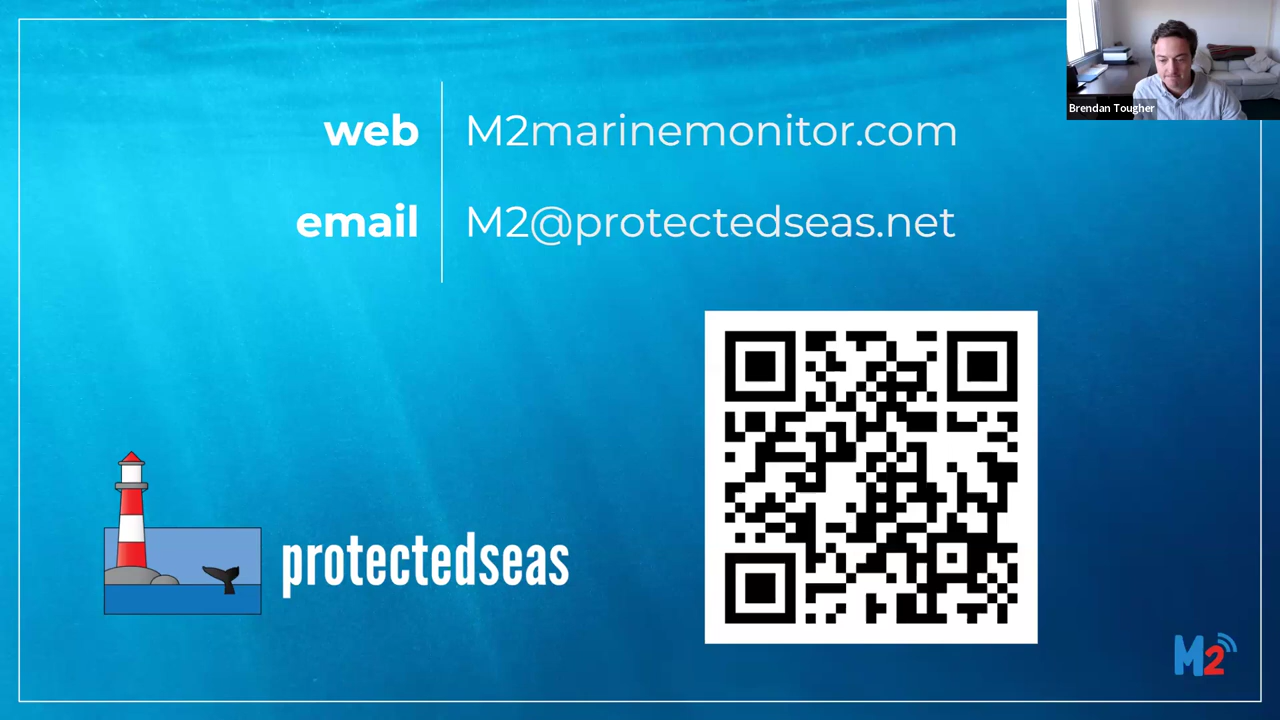 Brendan Tougher
web M2marinemonitor.com
email M2@protectedseas.net
protectedseas
M2